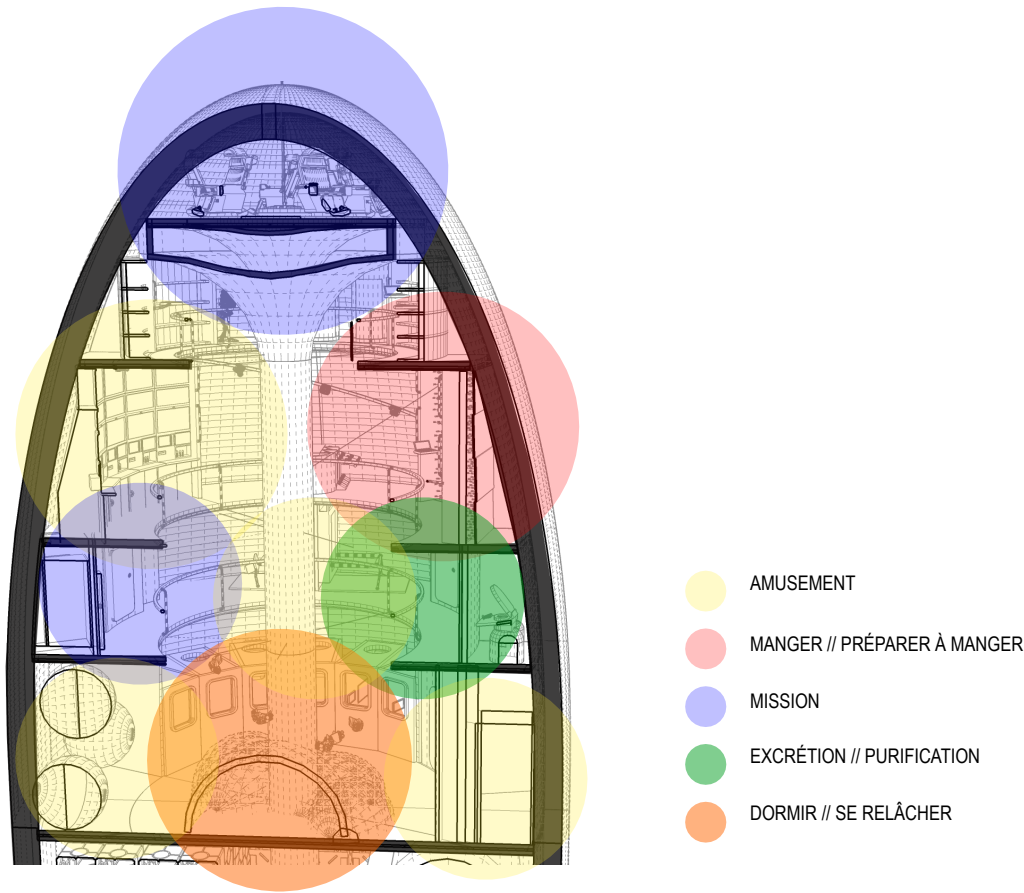 AMUSEMENT
MANGER // PRÉPARER À MANGER
MISSION
EXCRÉTION // PURIFICATION
DORMIR // SE RELÂCHER